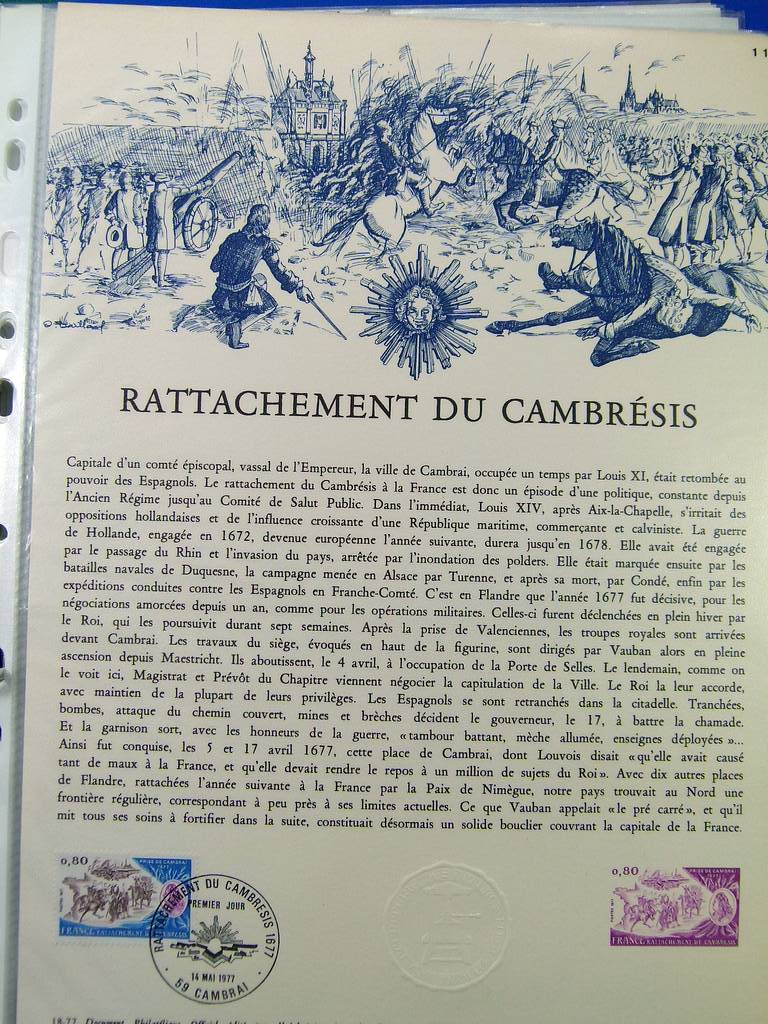 11
RATTACHEMENT DU CAMBRÉSIS
Capitale d'un comté épiscopal, vassal de l'Empereur, la ville de Cambrai, occupée un temps par Louis XI, était retombée au
pouvoir des Espagnols. Le rattachement du Cambrésis à la France est donc un épisode d'une politique, constante depuis
l'Ancien Régime jusqu'au Comité de Salut Public. Dans l'immédiat, Louis XIV, après Aix-la-Chapelle, s'irritait des
oppositions hollandaises et de l'influence croissante d'une République maritime, commerçante et calviniste. La guerre
de Hollande, engagée en 1672, devenue européenne l'année suivante, durera jusqu'en 1678. Elle avait été engagée
par le passage du Rhin et l'invasion du pays, arrêtée par l'inondation des polders. Elle était marquée ensuite par les
batailles navales de Duquesne, la campagne menée en Alsace par Turenne, et après sa mort, par Condé, enfin par les
expéditions conduites contre les Espagnols en Franche-Comté. C'est en Flandre que l'année 1677 fut décisive, pour les
négociations amorcées depuis un an, comme pour les opérations militaires. Celles-ci furent déclenchées en plein hiver par
le Roi, qui les poursuivit durant sept semaines. Après la prise de Valenciennes, les troupes royales sont arrivées
devant Cambrai. Les travaux du siège, évoqués en haut de la figurine, sont dirigés par Vauban alors en pleine
ascension depuis Maestricht. Ils aboutissent, le 4 avril, à l'occupation de la Porte de Selles. Le lendemain, comme on
le voit ici, Magistrat et Prévôt du Chapitre viennent négocier la capitulation de la Ville. Le Roi la leur accorde,
avec maintien de la plupart de leurs privilèges. Les Espagnols se sont retranchés dans la citadelle. Tranchées,
bombes, attaque du chemin couvert, mines et brèches décident le gouverneur, le 17, à battre la chamade.
Et la garnison sort, avec les honneurs de la guerre, « tambour battant, mèche allumée, enseignes déployées »...
Ainsi fut conquise, les 5 et 17 avril 1677, cette place de Cambrai, dont Louvois disait « qu'elle avait causé
tant de maux à la France, et qu'elle devait rendre le repos à un million de sujets du Roi». Avec dix autres places
de Flandre, rattachées l'année suivante à la France par la Paix de Nimègue, notre pays trouvait au Nord une
frontière régulière, correspondant à peu près à ses limites actuelles. Ce que Vauban appelait « le pré carré», et qu'il
mit tous ses soins à fortifier dans la suite, constituait désormais un solide bouclier couvrant la capitale de la France.
0,80
PRISE DE CAMBRAI
1677
FRANCE RATTACHEMENT DU CAMBRÉSIS
RATTACHEMENT DU CAMBRESIS 1677
PREMIER JOUR
14 MAI 1977
59 CAMBRAI
0,80
PRISE DE CAMBRAI
1677
FRANCE RATTACHEMENT DU CAMBRÉSIS
18-77 Document Philatélique Officiel